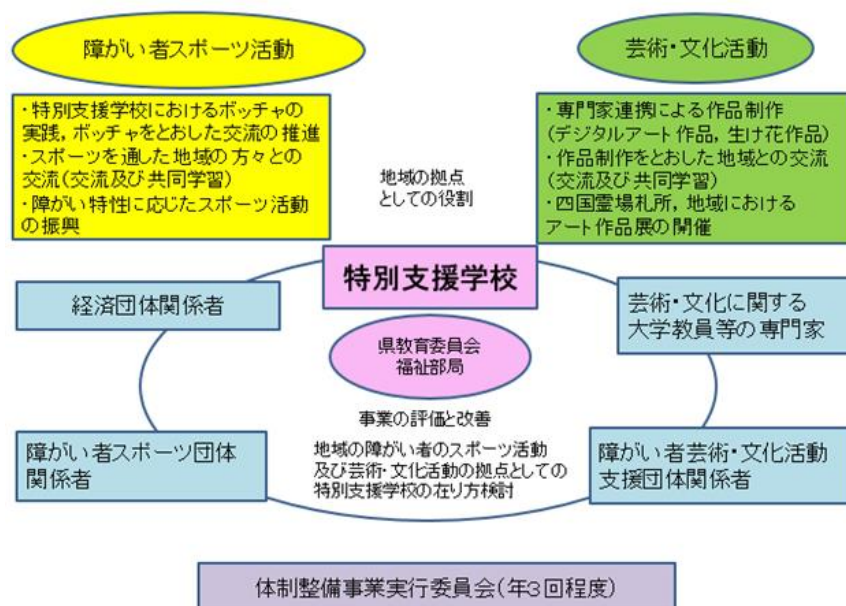 障がい者スポーツ活動
芸術・文化活動
・特別支援学校におけるボッチャの
実践，ボッチャをとおした交流の推進
・スポーツを通した地域の方々との
交流(交流及び共同学習)
・障がい特性に応じたスポーツ活動
の振興
・専門家連携による作品制作
(デジタルアート作品，生け花作品)
・作品制作をとおした地域との交流
(交流及び共同学習)
・四国霊場札所，地域における
アート作品展の開催
地域の拠点
としての役割
特別支援学校
経済団体関係者
芸術・文化に関する
大学教員等の専門家
県教育委員会
福祉部局
事業の評価と改善
地域の障がい者のスポーツ活動
及び芸術・文化活動の拠点としての
特別支援学校の在り方検討
障がい者スポーツ団体
関係者
障がい者芸術・文化活動
支援団体関係者
体制整備事業実行委員会(年3回程度)